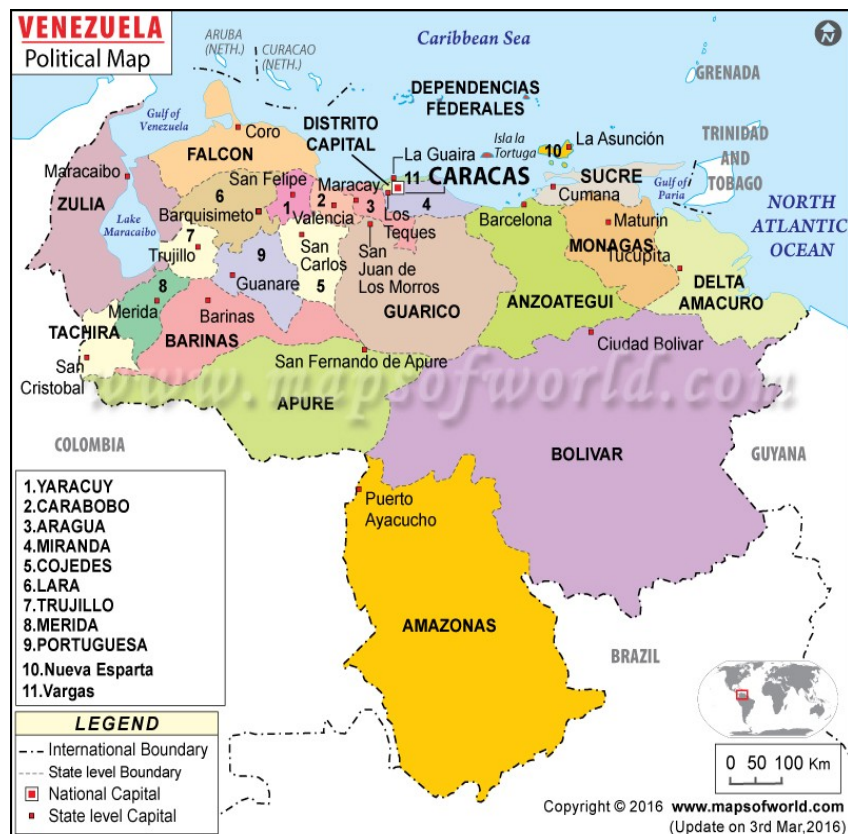 VENEZUELA
Political Map
ARUBA
(NETH.)
CURACAO
(NETH.)
Caribbean Sea
N
GRENADA
DEPENDENCIAS
FEDERALES
Gulf of
Venezuela
Coro
DISTRITO
CAPITAL
Isla la
Tortuga
10
La Asunción
TRINIDAD
AND
TOBAGO
FALCON
La Guaira
Maracaibo
San Felipe
Maracay
11
CARACAS
SUCRE
Cumana
Gulf of
Paria
ZULIA
6
1
2
3
4
NORTH
ATLANTIC
OCEAN
Barquisimeto
Valencia
Los
Teques
Barcelona
Maturin
Lake
Maracaibo
7
Trujillo
9
San
Carlos
San
Juan de
Los Morros
MONAGAS
Tucupita
8
Guanare
5
GUARICO
ANZOATEGUI
DELTA
AMACURO
Merida
Barinas
TACHIRA
BARINAS
Ciudad Bolivar
San
Cristobal
San Fernando de Apure
www.mapsofworld.com
APURE
COLOMBIA
BOLIVAR
GUYANA
1.YARACUY
2.CARABOBO
3.ARAGUA
4.MIRANDA
5.COJEDES
6.LARA
7.TRUJILLO
8.MERIDA
9.PORTUGUESA
10.Nueva Esparta
11.Vargas
Puerto
Ayacucho
AMAZONAS
BRAZIL
LEGEND
International Boundary
State level Boundary
National Capital
State level Capital
0 50 100 Km
Copyright © 2016 www.mapsofworld.com
(Update on 3rd Mar,2016)